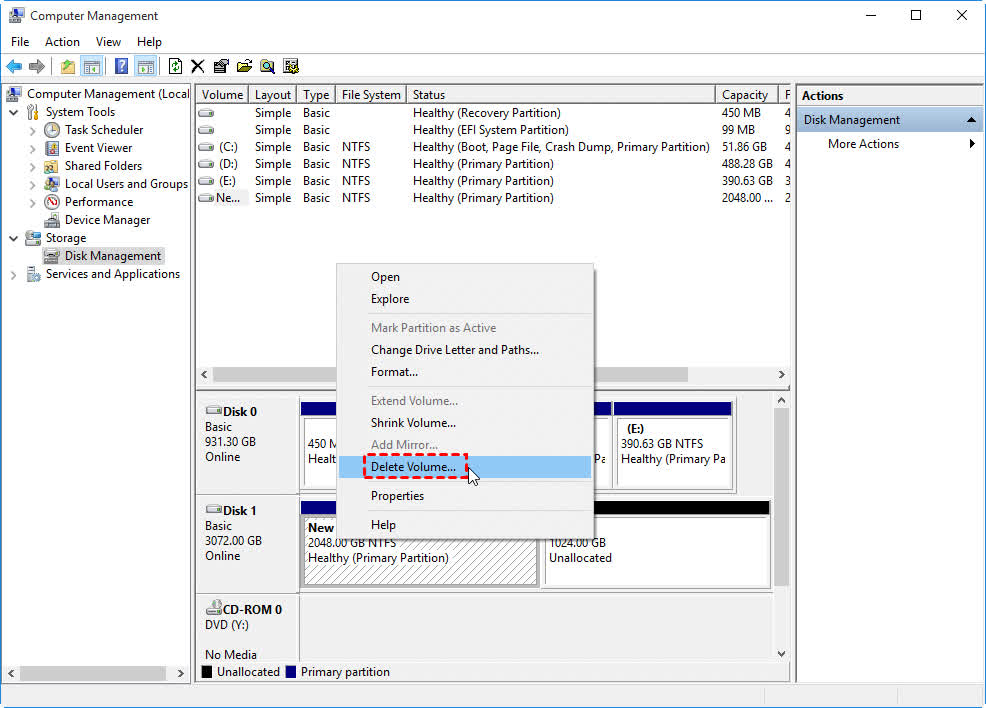 Computer Management
File Action View Help
Computer Management (Local
System Tools
Task Scheduler
Event Viewer
Shared Folders
Local Users and Groups
Performance
Device Manager
Storage
Disk Management
Services and Applications
Volume Layout Type File System Status Capacity F
Simple Basic Healthy (Recovery Partition) 450 MB 4
Simple Basic Healthy (EFI System Partition) 99 MB 9
(C:) Simple Basic NTFS Healthy (Boot, Page File, Crash Dump, Primary Partition) 51.86 GB 4
(D:) Simple Basic NTFS Healthy (Primary Partition) 488.28 GB 4
(E:) Simple Basic NTFS Healthy (Primary Partition) 390.63 GB 3
Ne... Simple Basic NTFS Healthy (Primary Partition) 2048.00 ... 2
Open
Explore
Mark Partition as Active
Change Drive Letter and Paths...
Format...
Extend Volume...
Shrink Volume...
Add Mirror...
Delete Volume...
Properties
Help
Disk 0
Basic
931.30 GB
Online
450 M
Healt
Pa
(E:)
390.63 GB NTFS
Healthy (Primary Pa
Disk 1
Basic
3072.00 GB
Online
New
2048.00 GB NTFS
Healthy (Primary Partition)
1024.00 GB
Unallocated
CD-ROM 0
DVD (Y:)
No Media
Unallocated Primary partition
Actions
Disk Management
More Actions